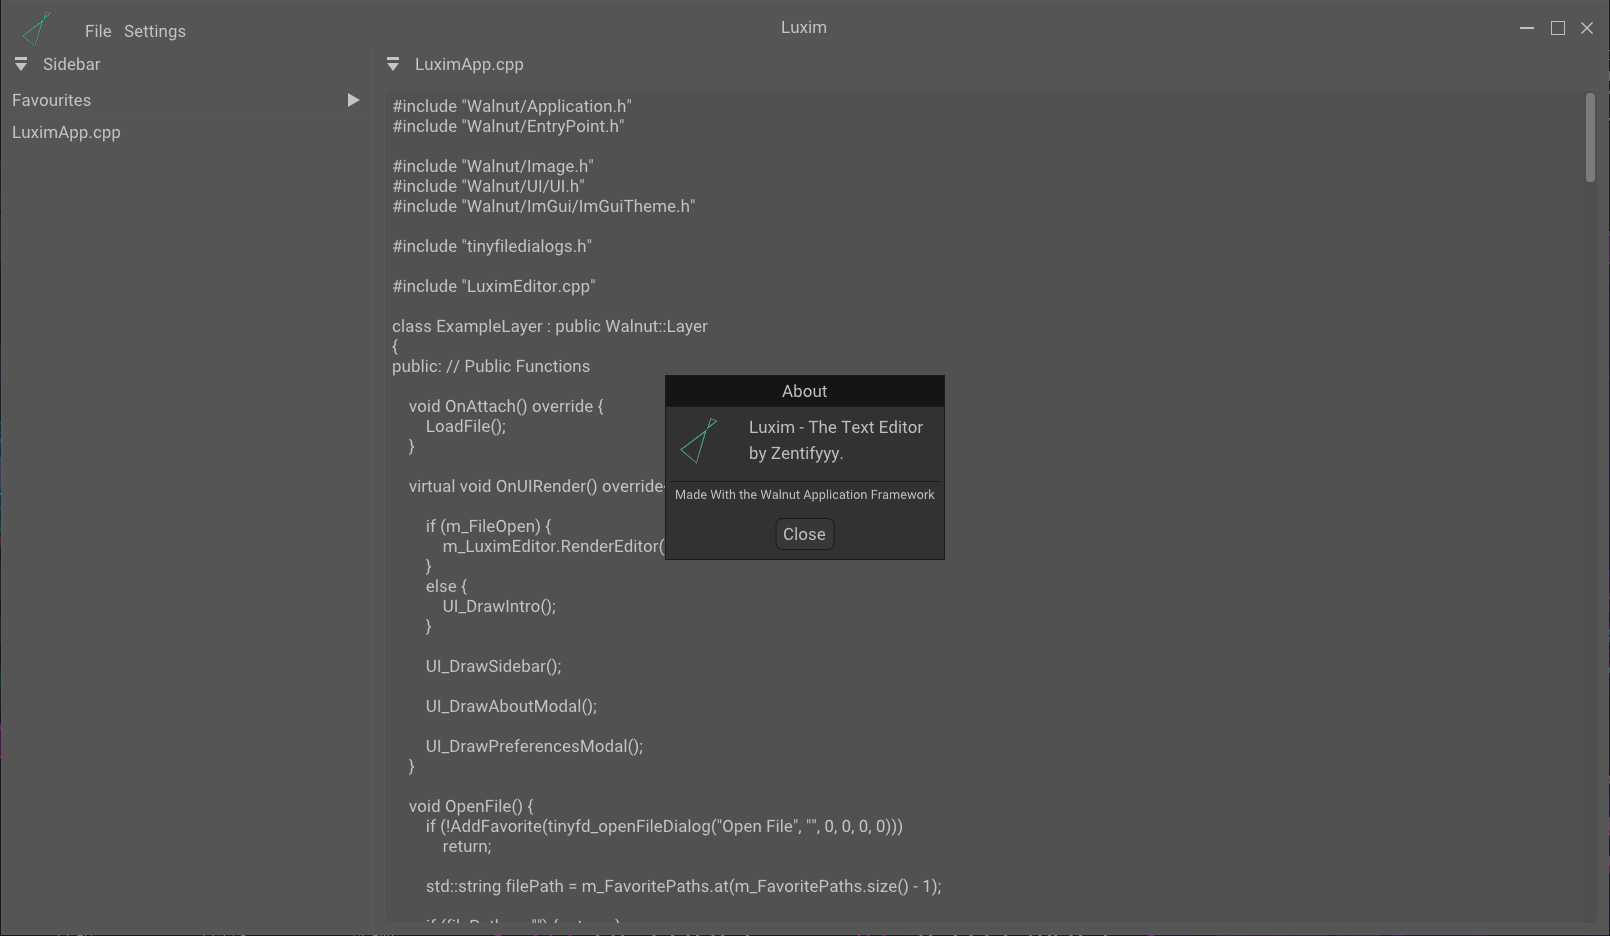 File Settings
Luxim
Sidebar
LuximApp.cpp
Favourites
LuximApp.cpp
#include "Walnut/Application.h"
#include "Walnut/EntryPoint.h"
#include "Walnut/Image.h"
#include "Walnut/UI/UI.h"
#include "Walnut/ImGui/ImGuiTheme.h"
#include "tinyfiledialogs.h"
#include "LuximEditor.cpp"
class ExampleLayer : public Walnut::Layer
{
public: // Public Functions
void OnAttach() override {
LoadFile();
}
virtual void OnUIRender() override
if (m_FileOpen) {
m_LuximEditor.RenderEditor(
}
else {
UI_DrawIntro();
}
UI_DrawSidebar();
UI_DrawAboutModal();
UI_DrawPreferencesModal();
}
void OpenFile() {
if (!AddFavorite(tinyfd_openFileDialog("Open File", "", 0, 0, 0, 0)))
return;
std::string filePath = m_FavoritePaths.at(m_FavoritePaths.size() - 1);
About
Luxim - The Text Editor
by Zentifyyy.
Made With the Walnut Application Framework
Close